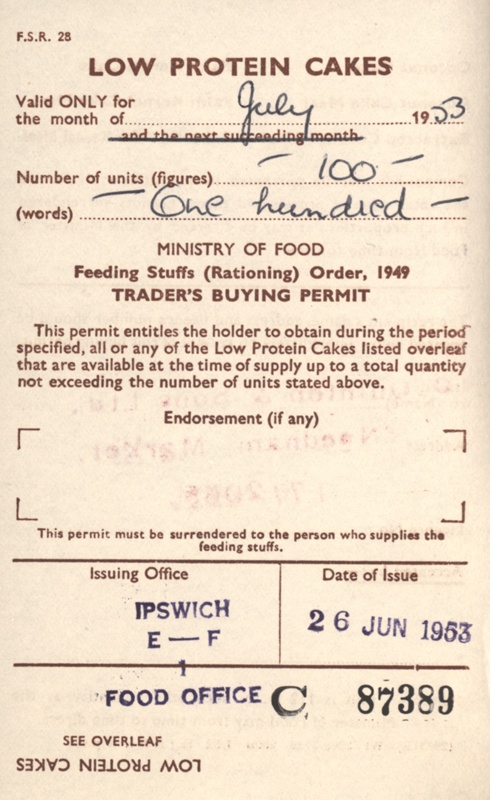 F.S.R. 28
LOW PROTEIN CAKES
Valid ONLY for
the month of July 1953
and the next succeeding month
Number of units (figures) — 100 —
(words) — One hundred —
MINISTRY OF FOOD
Feeding Stuffs (Rationing) Order, 1949
TRADER'S BUYING PERMIT
This permit entitles the holder to obtain during the period
specified, all or any of the Low Protein Cakes listed overleaf
that are available at the time of supply up to a total quantity
not exceeding the number of units stated above.
Endorsement (if any)
Needham Market
This permit must be surrendered to the person who supplies the
feeding stuffs.
Issuing Office
Date of Issue
IPSWICH
E — F
1
FOOD OFFICE
26 JUN 1953
C 87389
SEE OVERLEAF
LOW PROTEIN CAKES